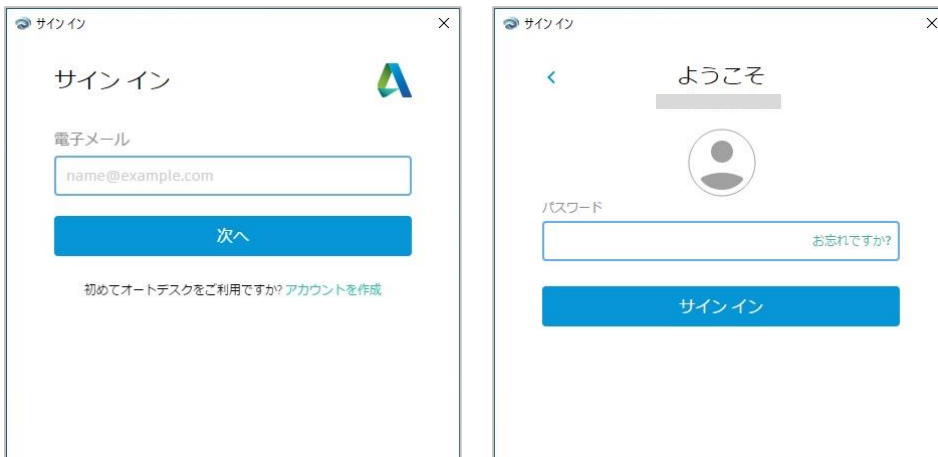 サイン イン
サイン イン
電子メール
name@example.com
次へ
初めてオートデスクをご利用ですか? アカウントを作成
サイン イン
ようこそ
パスワード
お忘れですか?
サイン イン